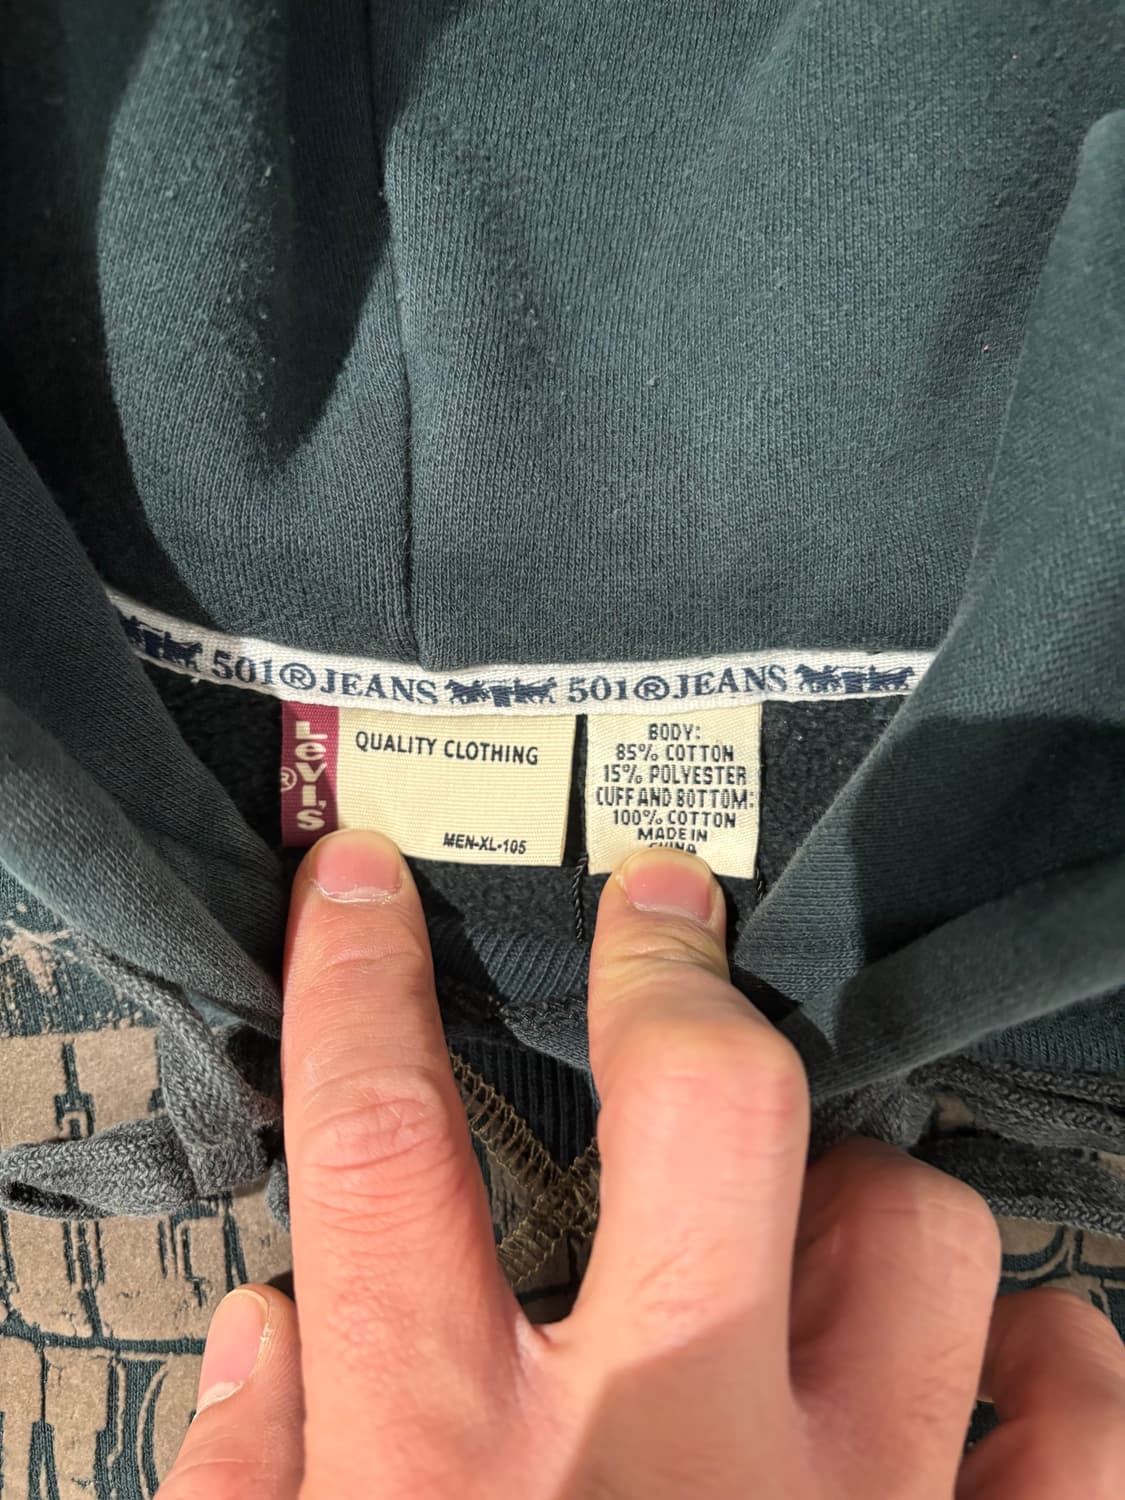 501®JEANS 501®JEANS
Levi's
®
QUALITY CLOTHING
MEN-XL-105
BODY:
85% COTTON
15% POLYESTER
CUFF AND BOTTOM:
100% COTTON
MADE IN
CHINA